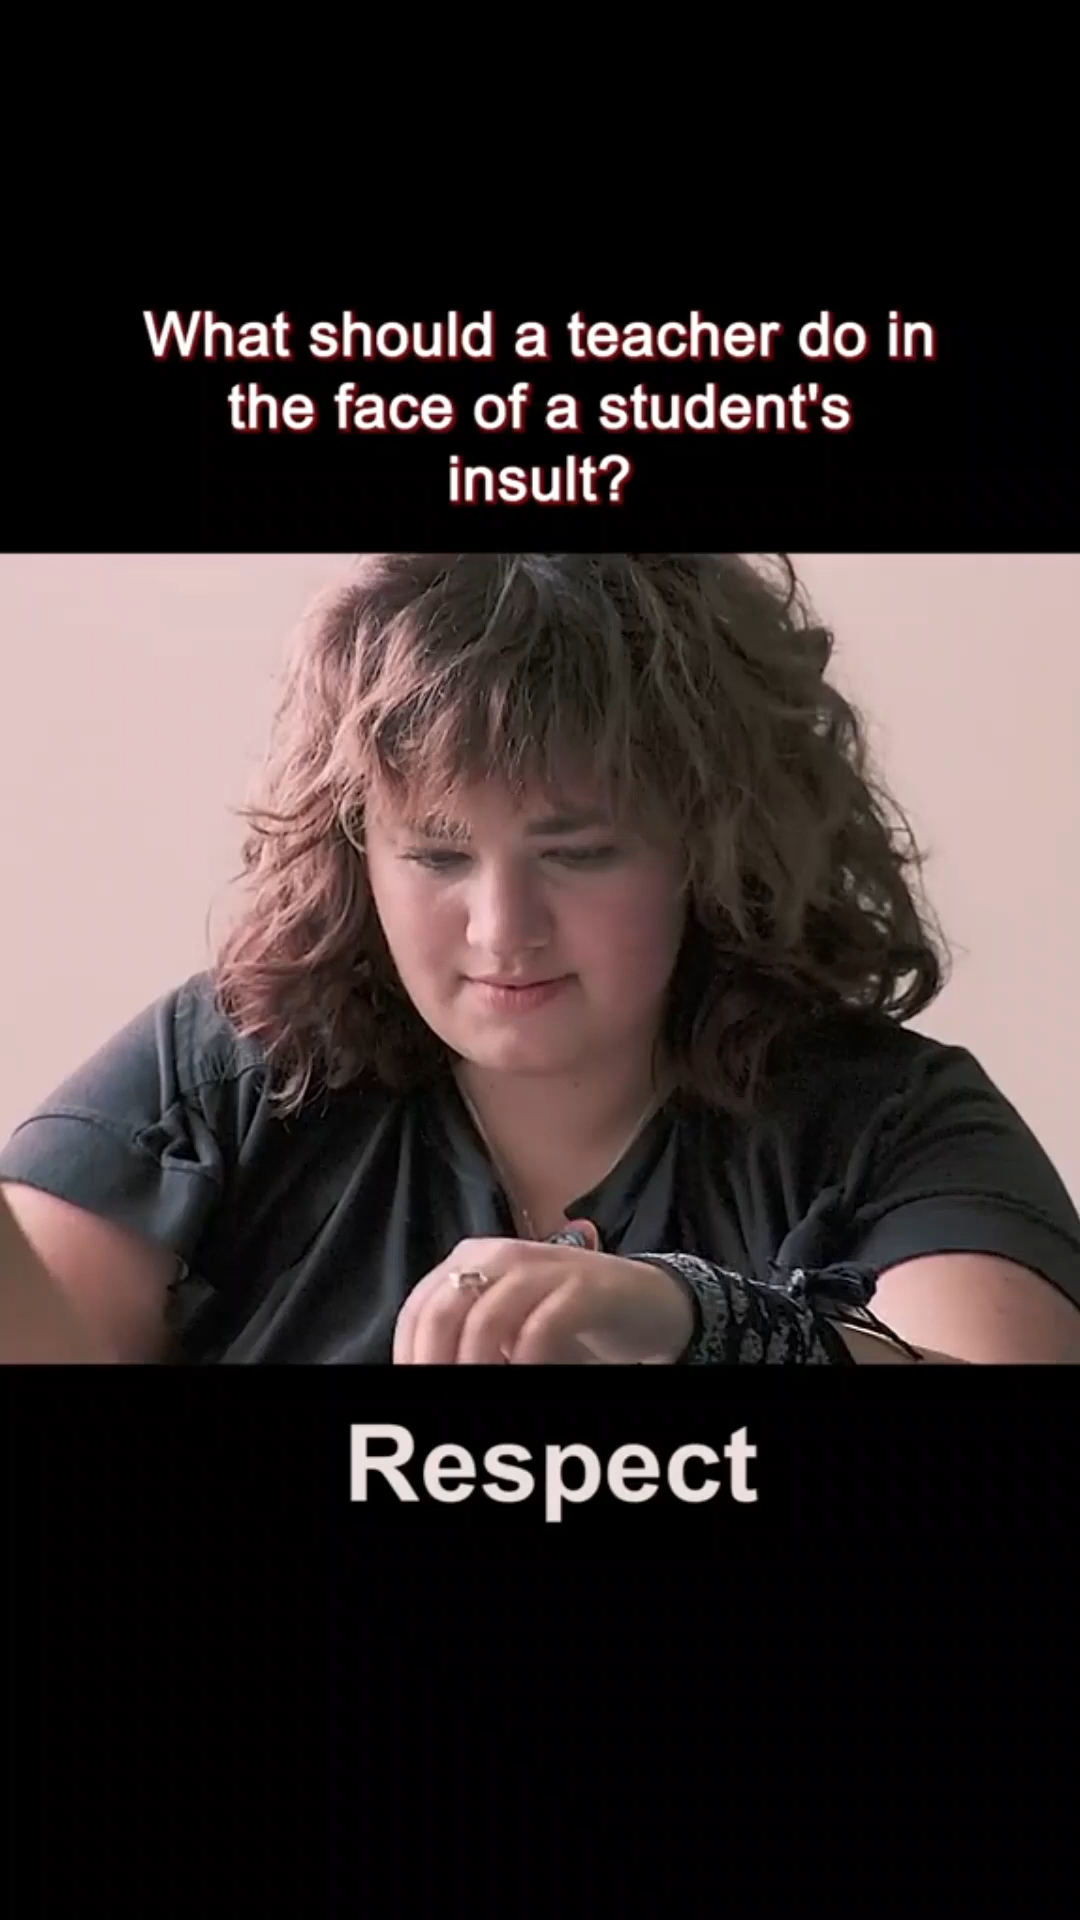 What should a teacher do in
the face of a student's
insult?
Respect